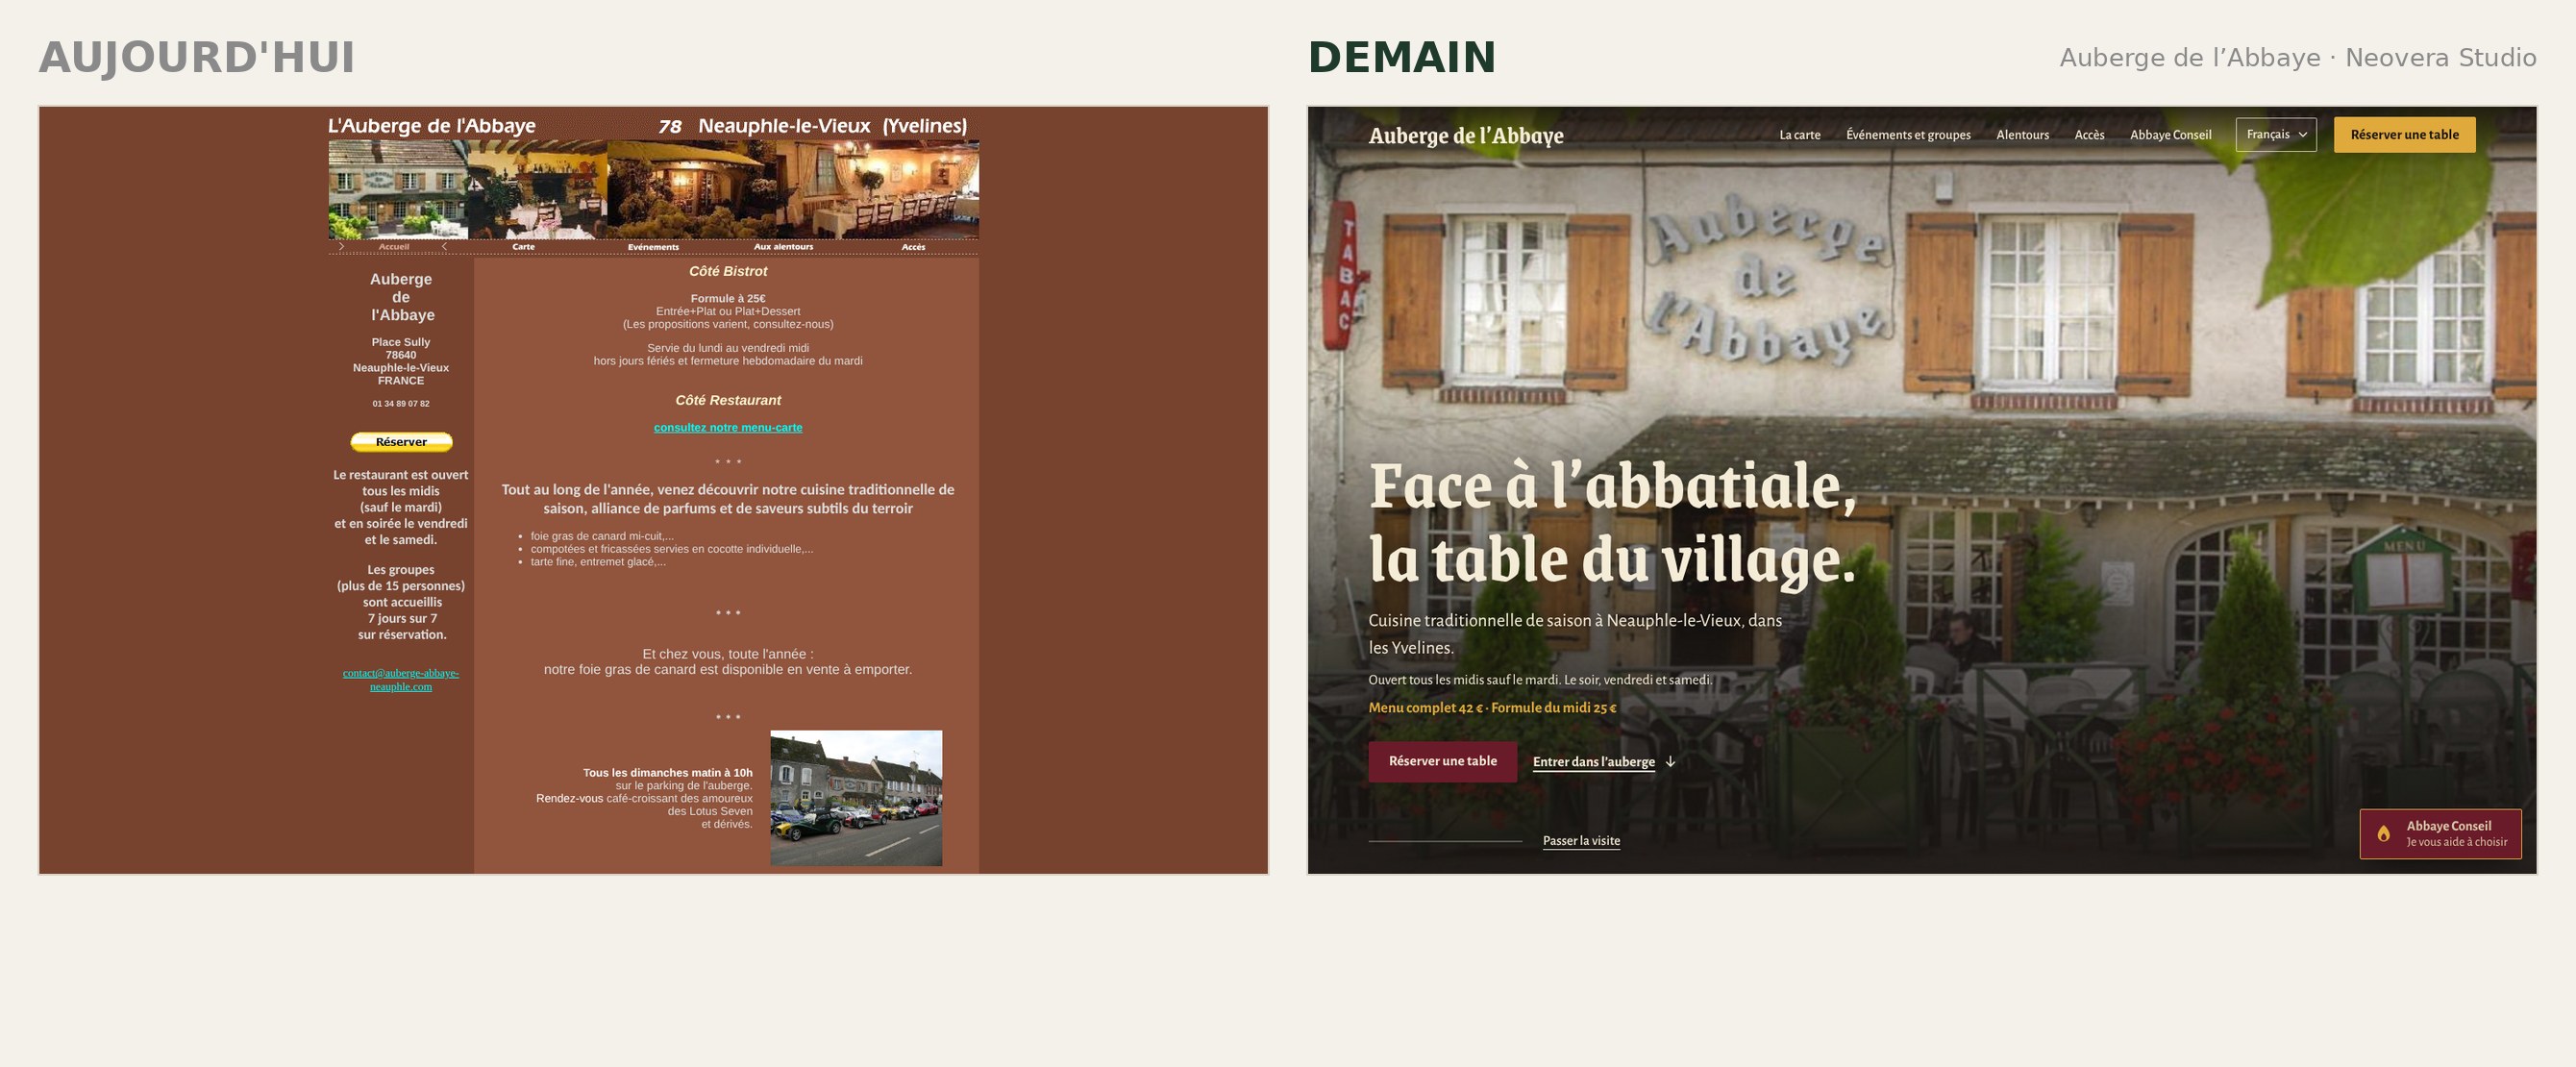 AUJOURD'HUI
DEMAIN
Auberge de l’Abbaye · Neovera Studio
L'Auberge de l'Abbaye
78 Neauphle-le-Vieux (Yvelines)
Accueil
Carte
Evénements
Aux alentours
Accès
Auberge
de
l'Abbaye
Place Sully
78640
Neauphle-le-Vieux
FRANCE
01 34 89 07 82
Réserver
Le restaurant est ouvert
tous les midis
(sauf le mardi)
et en soirée le vendredi
et le samedi.
Les groupes
(plus de 15 personnes)
sont accueillis
7 jours sur 7
sur réservation.
contact@auberge-abbaye-
neauphle.com
Côté Bistrot
Formule à 25€
Entrée+Plat ou Plat+Dessert
(Les propositions varient, consultez-nous)
Servie du lundi au vendredi midi
hors jours fériés et fermeture hebdomadaire du mardi
Côté Restaurant
consultez notre menu-carte
* * *
Tout au long de l'année, venez découvrir notre cuisine traditionnelle de
saison, alliance de parfums et de saveurs subtils du terroir
• foie gras de canard mi-cuit,...
• compotées et fricassées servies en cocotte individuelle,...
• tarte fine, entremet glacé,...
* * *
Et chez vous, toute l'année :
notre foie gras de canard est disponible en vente à emporter.
* * *
Tous les dimanches matin à 10h
sur le parking de l'auberge.
Rendez-vous café-croissant des amoureux
des Lotus Seven
et dérivés.
Auberge de l’Abbaye
La carte
Événements et groupes
Alentours
Accès
Abbaye Conseil
Français
Réserver une table
TABAC
Auberge
de
l'Abbaye
MENU
Face à l’abbatiale,
la table du village.
Cuisine traditionnelle de saison à Neauphle-le-Vieux, dans
les Yvelines.
Ouvert tous les midis sauf le mardi. Le soir, vendredi et samedi.
Menu complet 42 € · Formule du midi 25 €
Réserver une table
Entrer dans l’auberge ↓
Passer la visite
Abbaye Conseil
Je vous aide à choisir